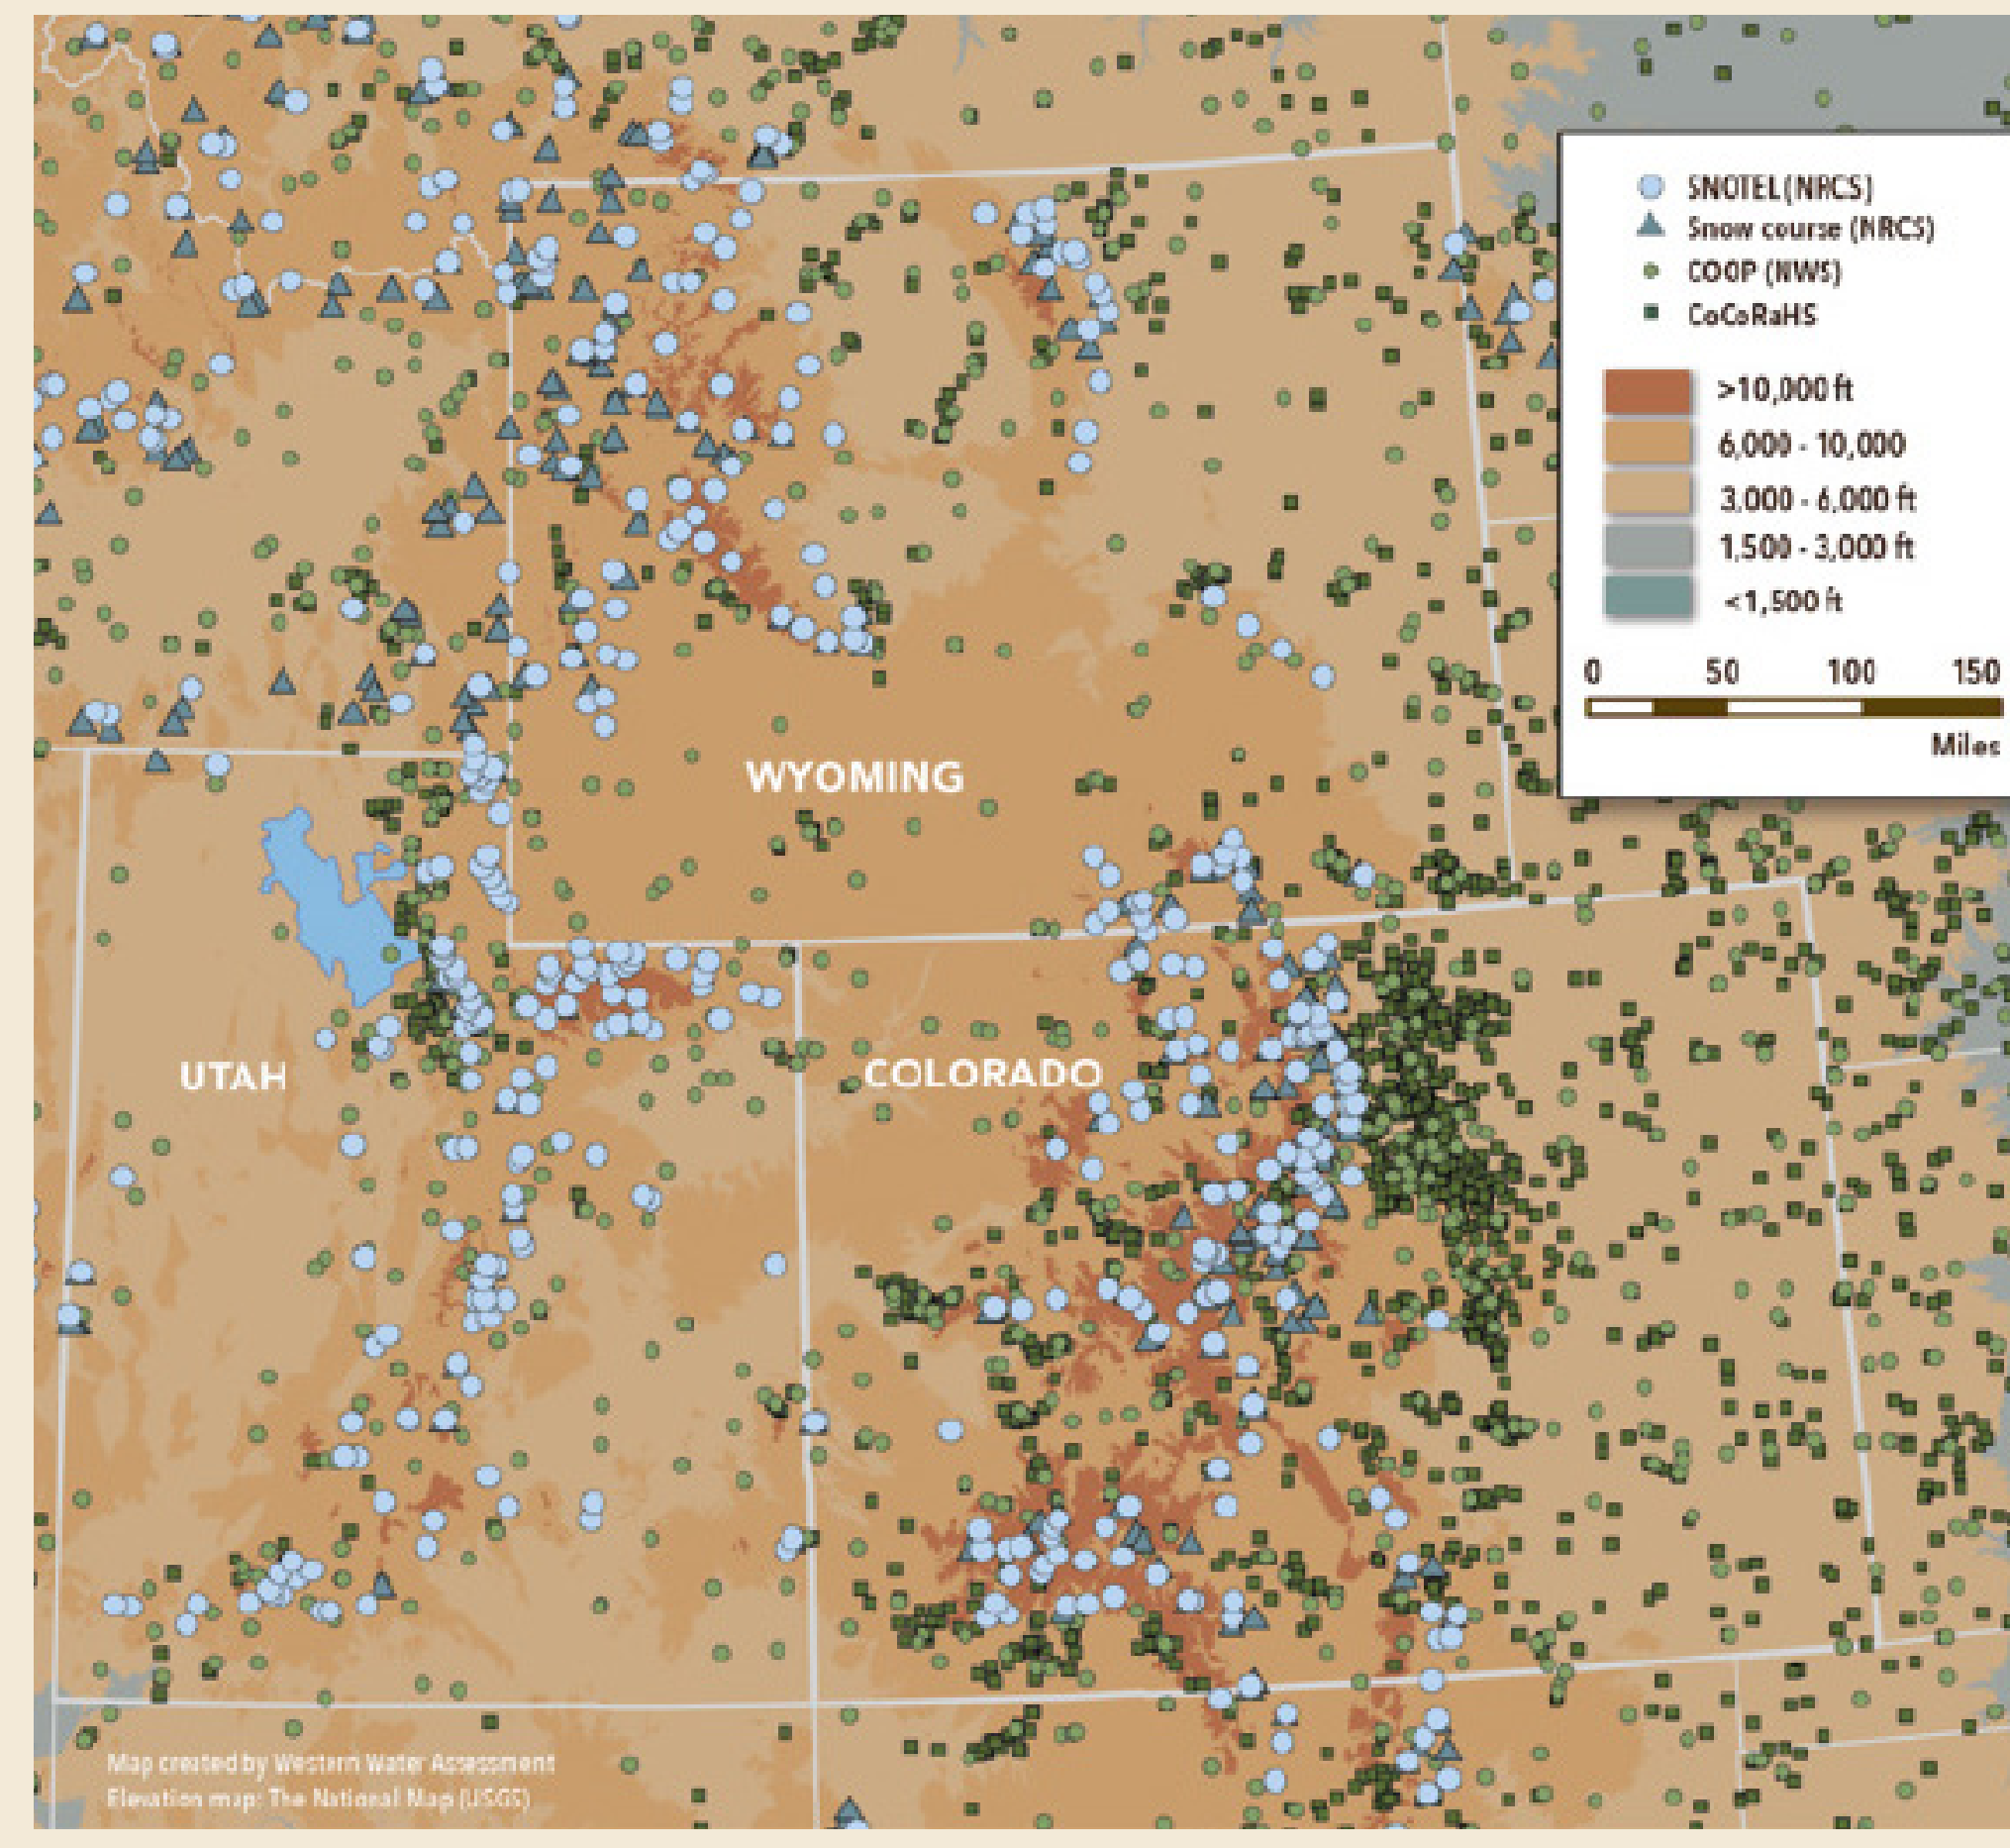 SNOTEL (NRCS)
Snow course (NRCS)
COOP (NWS)
CoCoRaHS
>10,000 ft
6,000 - 10,000
3,000 - 6,000 ft
1,500 - 3,000 ft
<1,500 ft
0 50 100 150
Miles
WYOMING
UTAH
COLORADO
Map created by Western Water Assessment
Elevation map: The National Map (USGS)